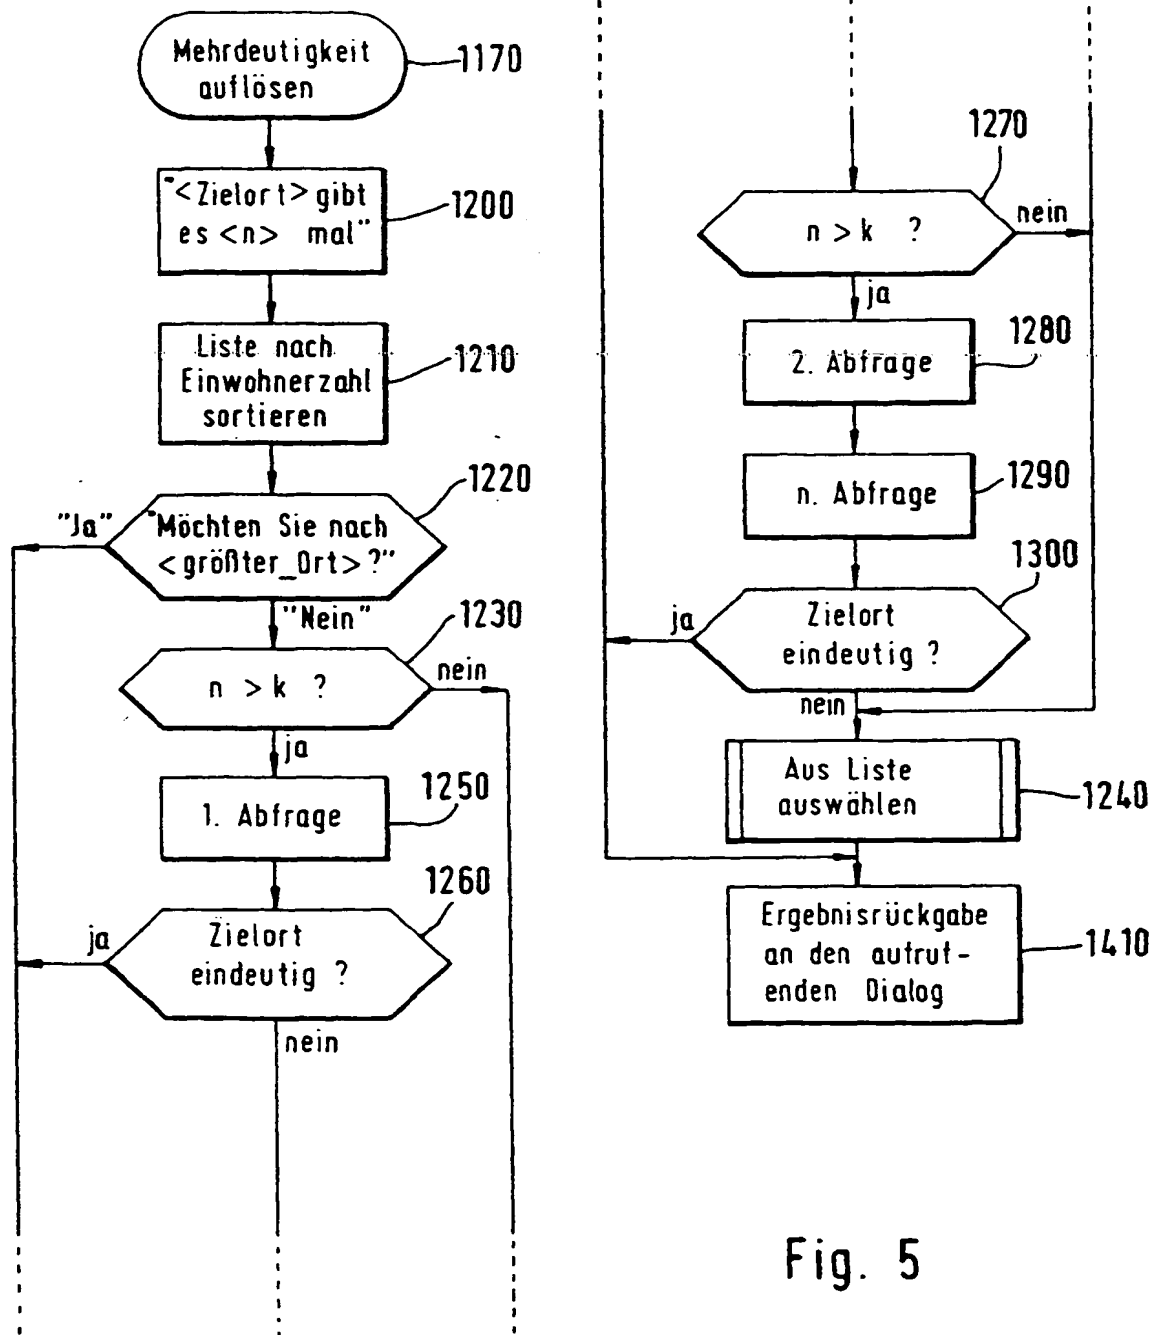 Mehrdeutigkeit
auflösen
1170
"<Zielort> gibt
es <n> mal"
1200
Liste nach
Einwohnerzahl
sortieren
1210
"Möchten Sie nach
<größter_Ort>?"
1220
"Ja"
"Nein"
1230
n > k ?
nein
ja
1. Abfrage
1250
1260
Zielort
eindeutig ?
ja
nein
1270
n > k ?
nein
ja
2. Abfrage
1280
n. Abfrage
1290
1300
Zielort
eindeutig ?
ja
nein
Aus Liste
auswählen
1240
Ergebnisrückgabe
an den aufruf-
enden Dialog
1410
Fig. 5